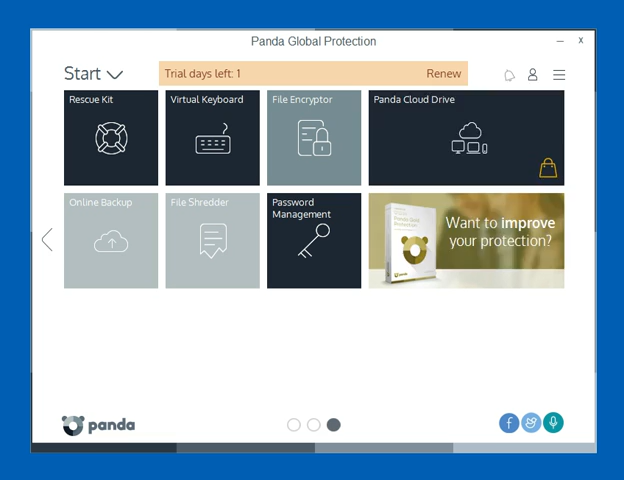 Panda Global Protection
Start
Trial days left: 1
Renew
Rescue Kit
Virtual Keyboard
File Encryptor
Panda Cloud Drive
Online Backup
File Shredder
Password
Management
Want to improve
your protection?
panda
panda